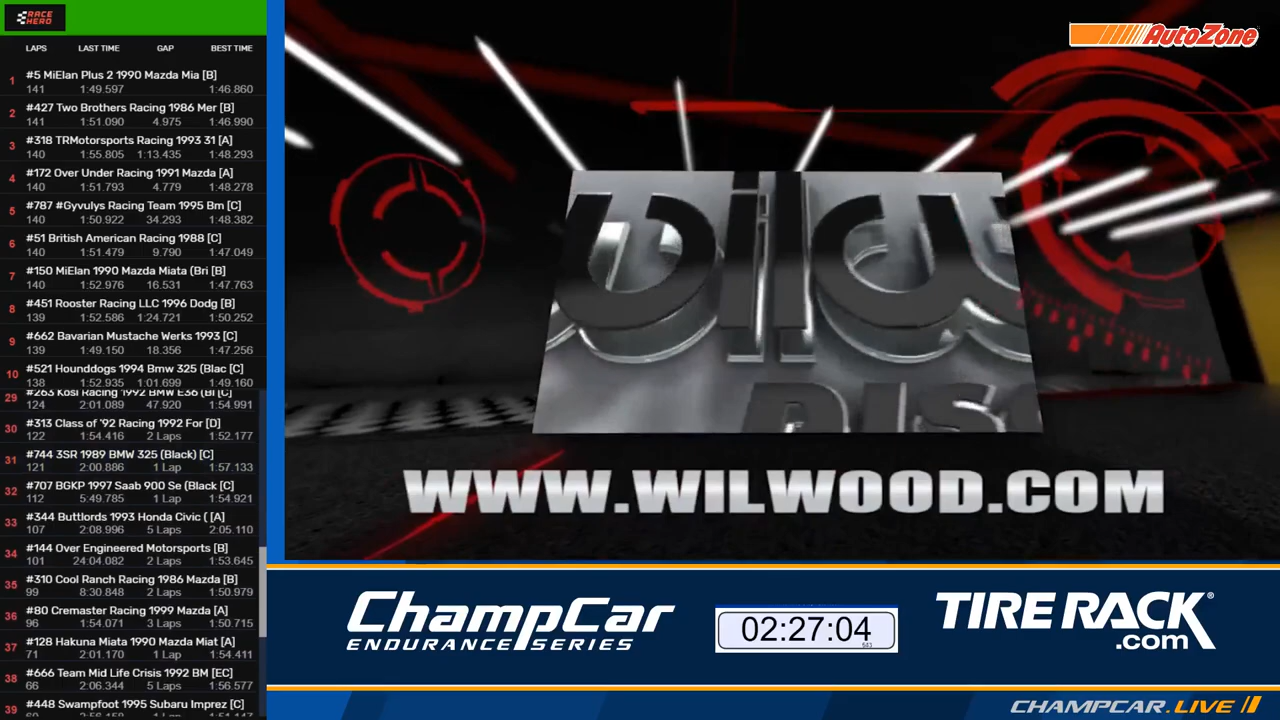 RACE HERO
LAPS LAST TIME GAP BEST TIME
1 #5 MiElan Plus 2 1990 Mazda Mia [B]
141 1:49.597 1:46.860
2 #427 Two Brothers Racing 1986 Mer [B]
141 1:51.090 4.975 1:46.990
3 #318 TRMotorsports Racing 1993 31 [A]
140 1:55.805 1:13.435 1:48.293
4 #172 Over Under Racing 1991 Mazda [A]
140 1:51.793 4.779 1:48.278
5 #787 #Gyvulys Racing Team 1995 Bm [C]
140 1:50.922 34.293 1:48.382
6 #51 British American Racing 1988 [C]
140 1:51.479 9.790 1:47.049
7 #150 MiElan 1990 Mazda Miata (Bri [B]
140 1:52.976 16.531 1:47.763
8 #451 Rooster Racing LLC 1996 Dodg [B]
139 1:52.586 1:24.721 1:50.252
9 #662 Bavarian Mustache Werks 1993 [C]
139 1:49.150 18.356 1:47.256
10 #521 Hounddogs 1994 Bmw 325 (Blac [C]
138 1:52.935 1:01.699 1:49.160
29 #263 Kosi Racing 1992 BMW E36 (Bl [C]
124 2:01.089 47.920 1:54.991
30 #313 Class of '92 Racing 1992 For [D]
122 1:54.416 2 Laps 1:52.177
31 #744 3SR 1989 BMW 325 (Black) [C]
121 2:00.886 1 Lap 1:57.133
32 #707 BGKP 1997 Saab 900 Se (Black [C]
112 5:49.785 1 Lap 1:54.921
33 #344 Buttlords 1993 Honda Civic ( [A]
107 2:08.996 5 Laps 2:05.110
34 #144 Over Engineered Motorsports [B]
101 24:04.082 2 Laps 1:53.645
35 #310 Cool Ranch Racing 1986 Mazda [B]
99 8:30.848 2 Laps 1:50.979
36 #80 Cremaster Racing 1999 Mazda [A]
96 1:54.071 3 Laps 1:50.715
37 #128 Hakuna Miata 1990 Mazda Miat [A]
71 2:01.170 1 Lap 1:54.411
38 #666 Team Mid Life Crisis 1992 BM [EC]
66 2:06.344 5 Laps 1:56.577
39 #448 Swampfoot 1995 Subaru Imprez [C]
AutoZone
WWW.WILWOOD.COM
ChampCar
ENDURANCE SERIES
02:27:04
TIRE RACK
.com
CHAMPCAR.LIVE